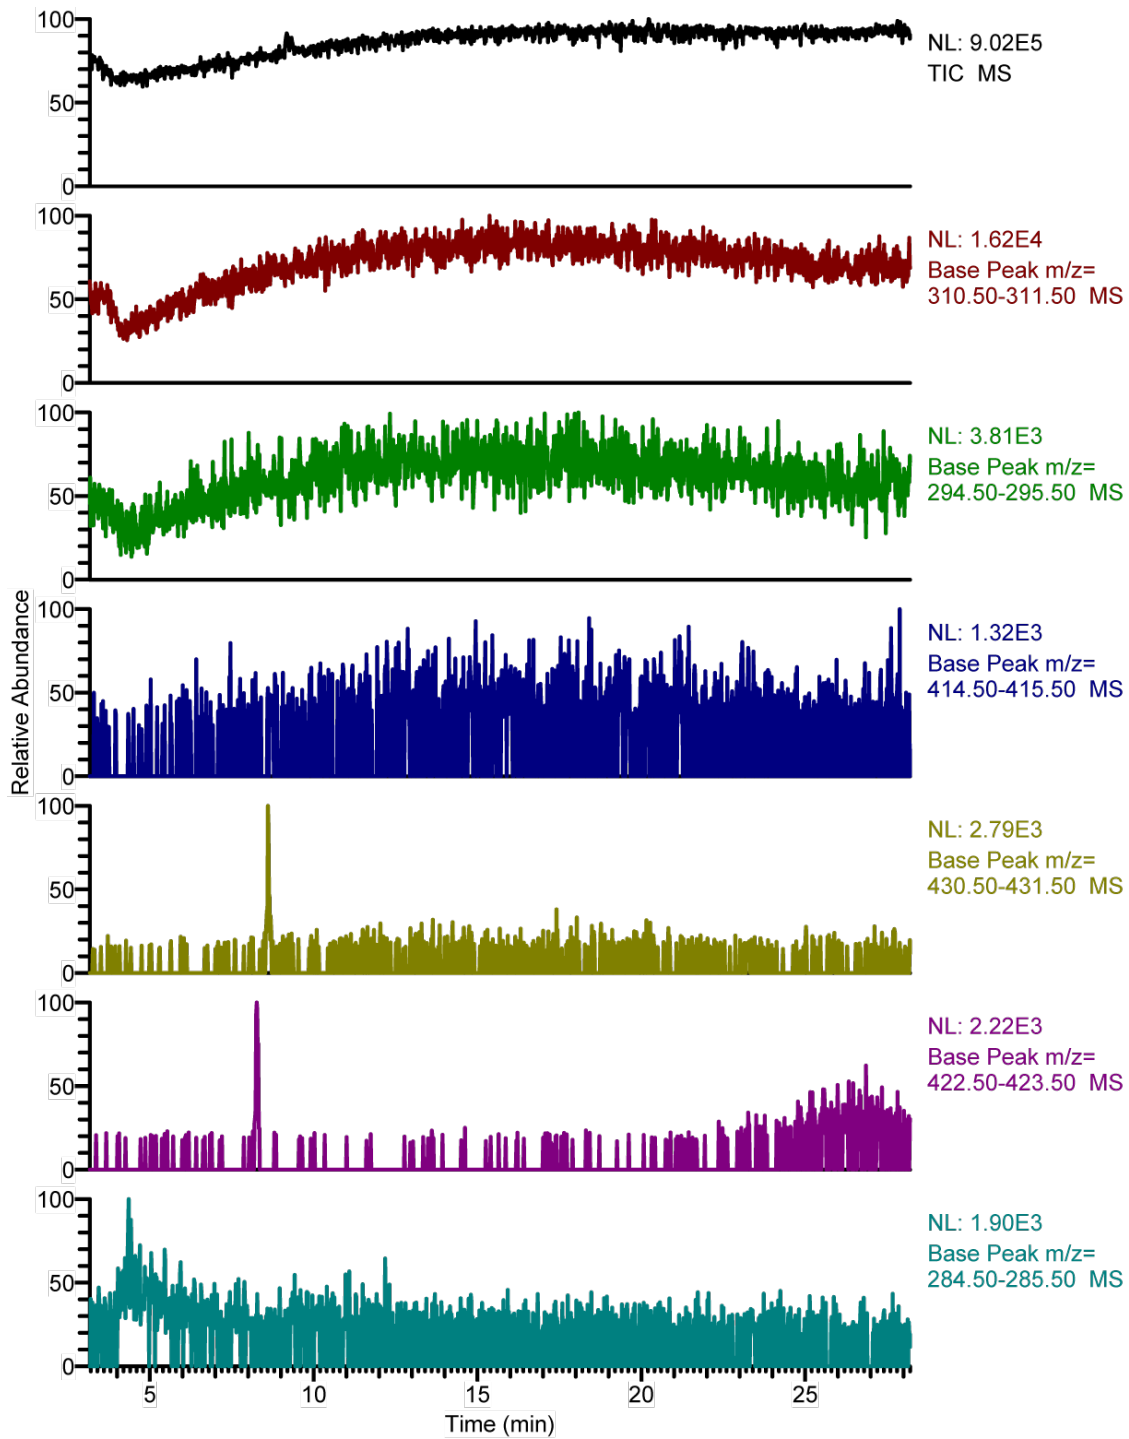 100
50
0
NL: 9.02E5
TIC MS
100
50
0
NL: 1.62E4
Base Peak m/z=
310.50-311.50 MS
100
50
0
NL: 3.81E3
Base Peak m/z=
294.50-295.50 MS
Relative Abundance
100
50
0
NL: 1.32E3
Base Peak m/z=
414.50-415.50 MS
100
50
0
NL: 2.79E3
Base Peak m/z=
430.50-431.50 MS
100
50
0
NL: 2.22E3
Base Peak m/z=
422.50-423.50 MS
100
50
0
NL: 1.90E3
Base Peak m/z=
284.50-285.50 MS
5 10 15 20 25
Time (min)